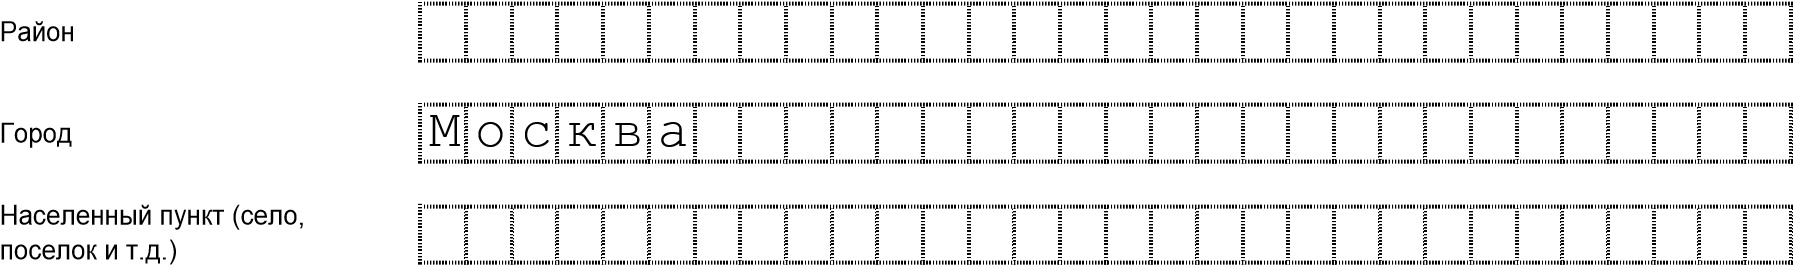 Район
Город Москва
Населенный пункт (село,
поселок и т.д.)